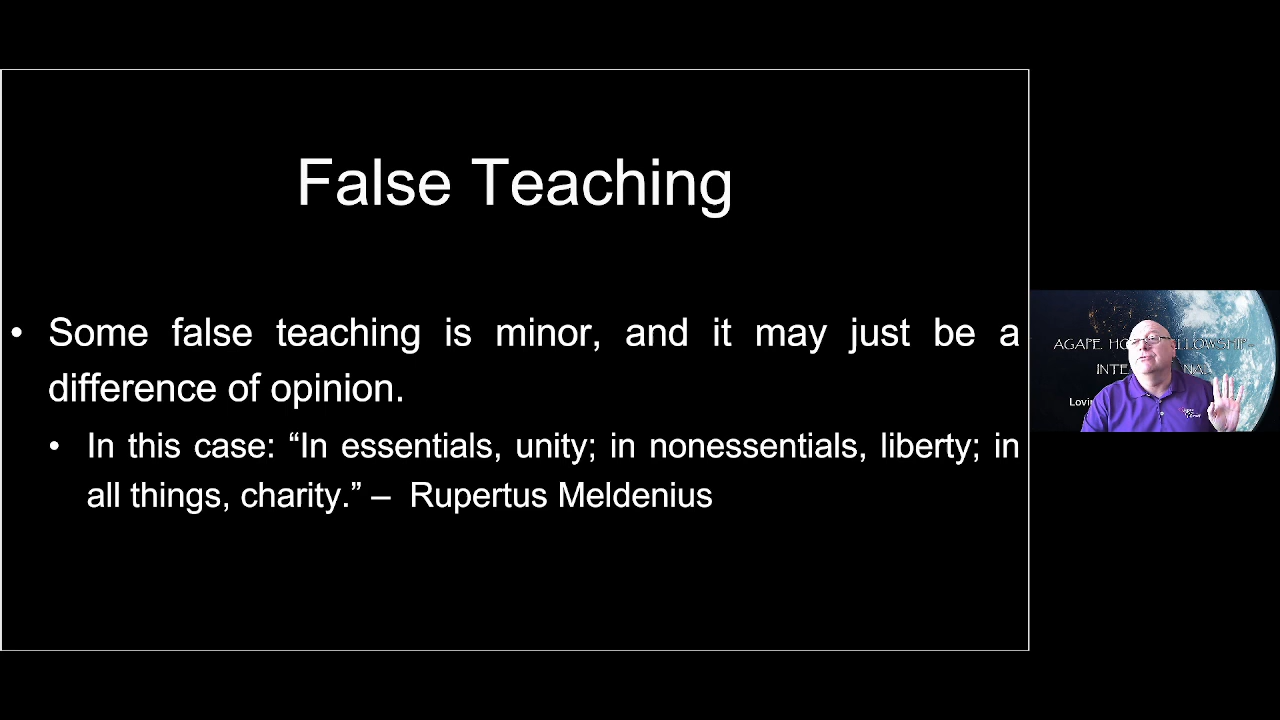 False Teaching
• Some false teaching is minor, and it may just be a
difference of opinion.
• In this case: “In essentials, unity; in nonessentials, liberty; in
all things, charity.” – Rupertus Meldenius
AGAPE